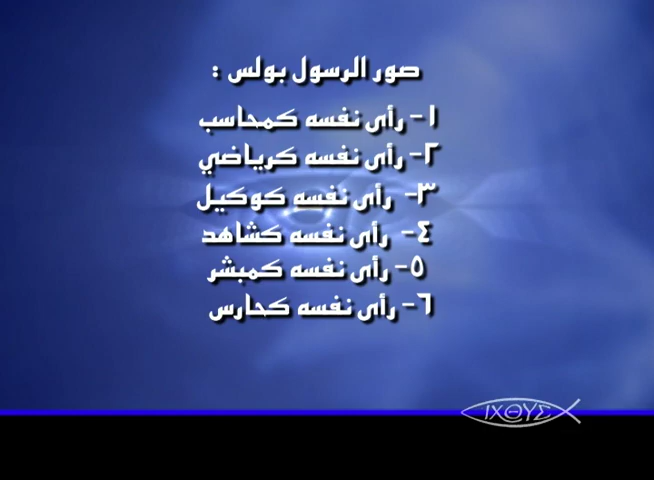 صور الرسول بولس :
١- رأى نفسه كمحاسب
٢- رأى نفسه كرياضي
٣- رأى نفسه كوكيل
٤- رأى نفسه كشاهد
٥- رأى نفسه كمبشر
٦- رأى نفسه كحارس
ΙΧΘΥΣ